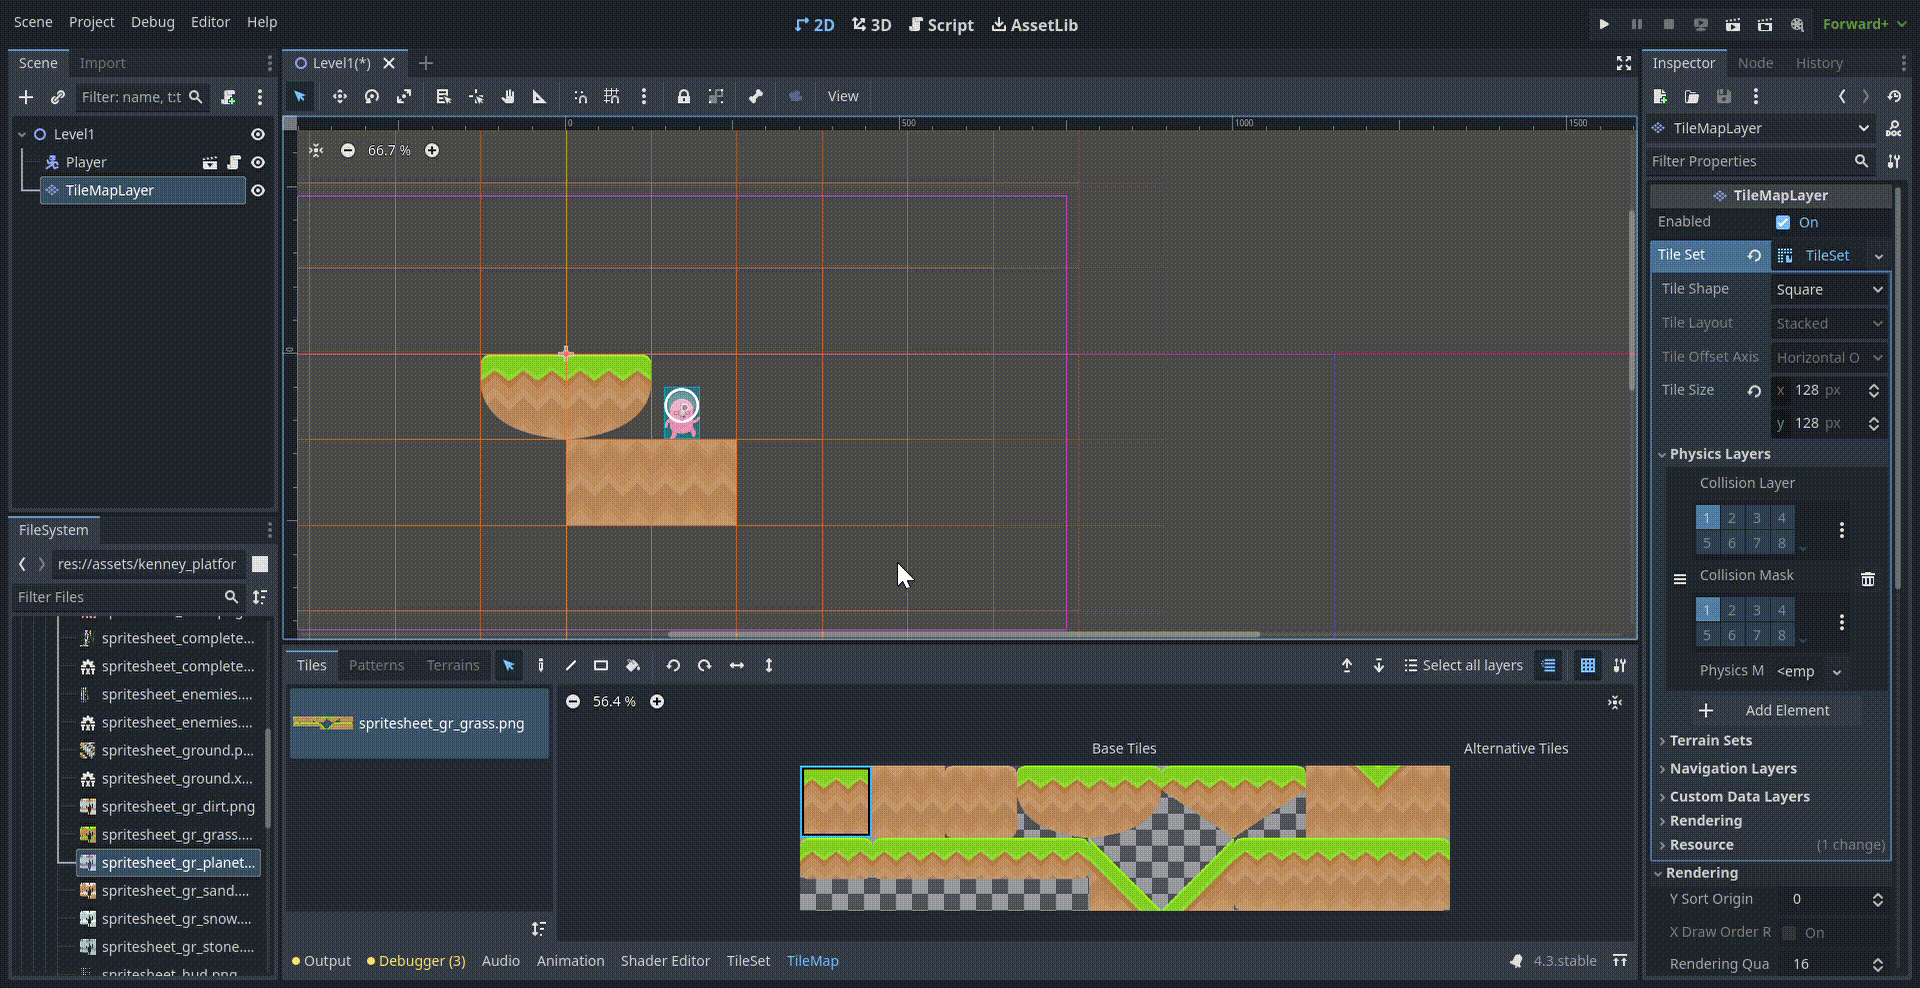 Scene Project Debug Editor Help
2D 3D Script AssetLib
Forward+
Scene Import
Filter: name, t:t
Level1
Player
TileMapLayer
FileSystem
res://assets/kenney_platfor
Filter Files
spritesheet_complete...
spritesheet_complete...
spritesheet_enemies....
spritesheet_enemies....
spritesheet_ground.p...
spritesheet_ground.x...
spritesheet_gr_dirt.png
spritesheet_gr_grass....
spritesheet_gr_planet...
spritesheet_gr_sand....
spritesheet_gr_snow....
spritesheet_gr_stone....
spritesheet_hud.png
Level1(*)
View
0 500 1000 1500
66.7 %
0
Tiles Patterns Terrains
Select all layers
spritesheet_gr_grass.png
56.4 %
Base Tiles Alternative Tiles
Output Debugger (3) Audio Animation Shader Editor TileSet TileMap
4.3.stable
Inspector Node History
TileMapLayer
DOC
Filter Properties
TileMapLayer
Enabled On
Tile Set TileSet
Tile Shape Square
Tile Layout Stacked
Tile Offset Axis Horizontal O
Tile Size x 128 px
y 128 px
Physics Layers
Collision Layer
1 2 3 4
5 6 7 8
Collision Mask
1 2 3 4
5 6 7 8
Physics M <emp
Add Element
Terrain Sets
Navigation Layers
Custom Data Layers
Rendering
Resource (1 change)
Rendering
Y Sort Origin 0
X Draw Order R On
Rendering Qua 16